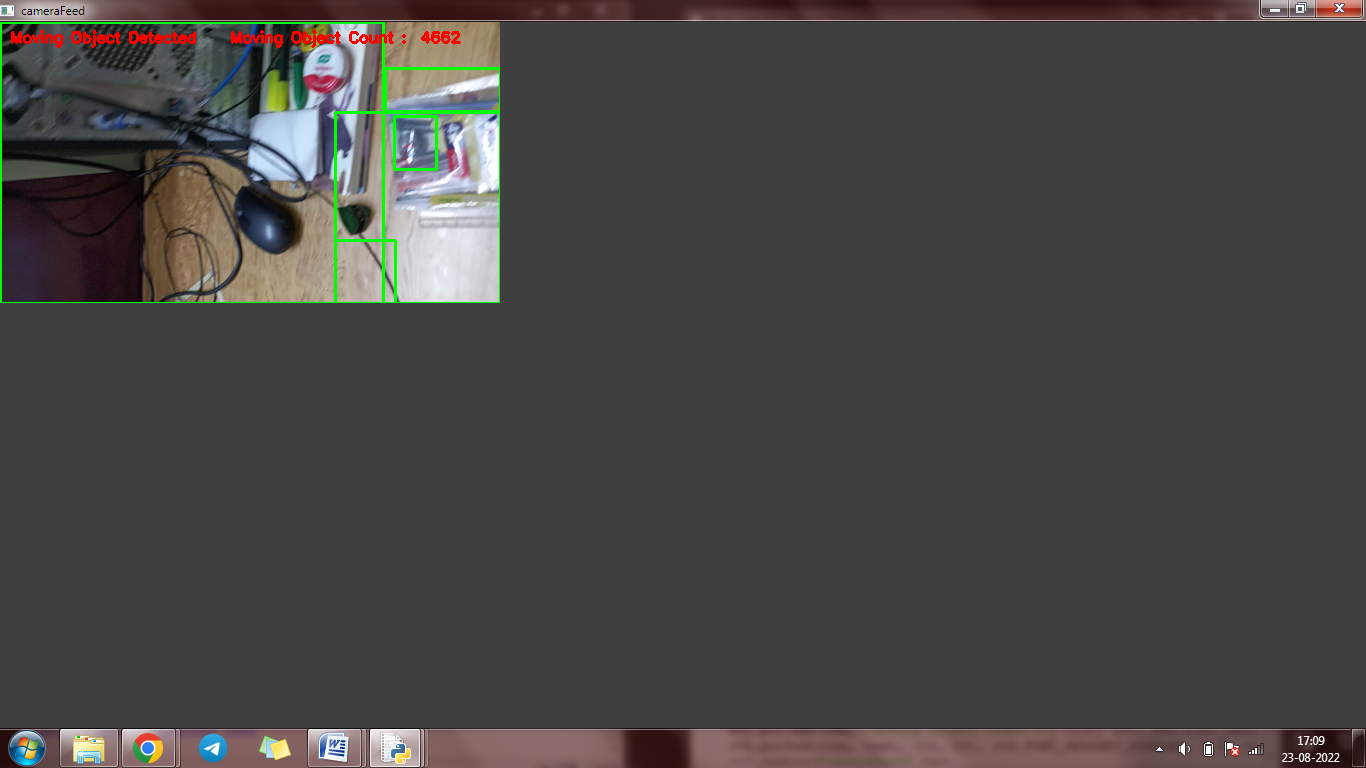 cameraFeed
Moving Object Detected Moving Object Count : 4662
17:09
23-08-2022